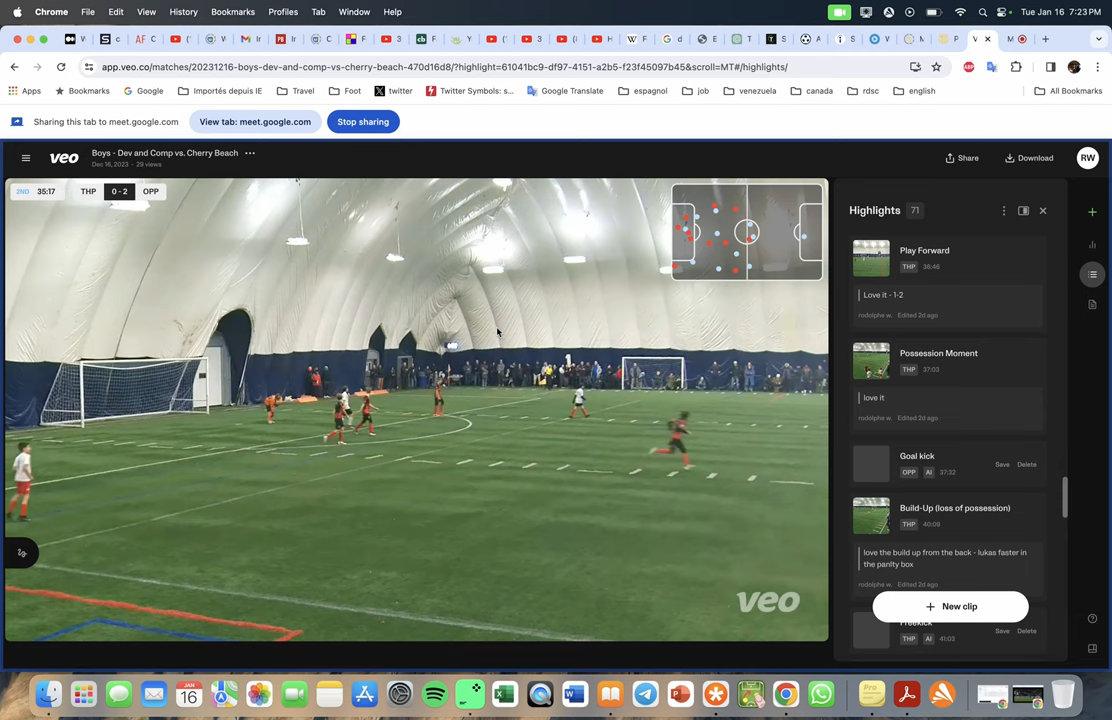 Chrome File Edit View History Bookmarks Profiles Tab Window Help
Tue Jan 16 7:23 PM
app.veo.co/matches/20231216-boys-dev-and-comp-vs-cherry-beach-470d16d8/?highlight=61041bc9-df97-4151-a2b5-f23f45097b45&scroll=MT#/highlights/
Apps Bookmarks Google Importés depuis IE Travel Foot twitter Twitter Symbols: s... Google Translate espagnol job venezuela canada rdsc english All Bookmarks
Sharing this tab to meet.google.com View tab: meet.google.com Stop sharing
veo
Boys - Dev and Comp vs. Cherry Beach
Dec 16, 2023 - 29 views
Share Download RW
2ND 35:17 THP 0 - 2 OPP
Highlights 71
Play Forward
THP 36:46
Love it - 1-2
rodolphe w. Edited 2d ago
Possession Moment
THP 37:03
love it
rodolphe w. Edited 2d ago
Goal kick
OPP AI 37:32
Save Delete
Build-Up (loss of possession)
THP 40:09
love the build up from the back - lukas faster in
the panlty box
rodolphe w. Edited 2d ago
New clip
Freekick
THP AI 41:03
Save Delete
veo
JAN
16